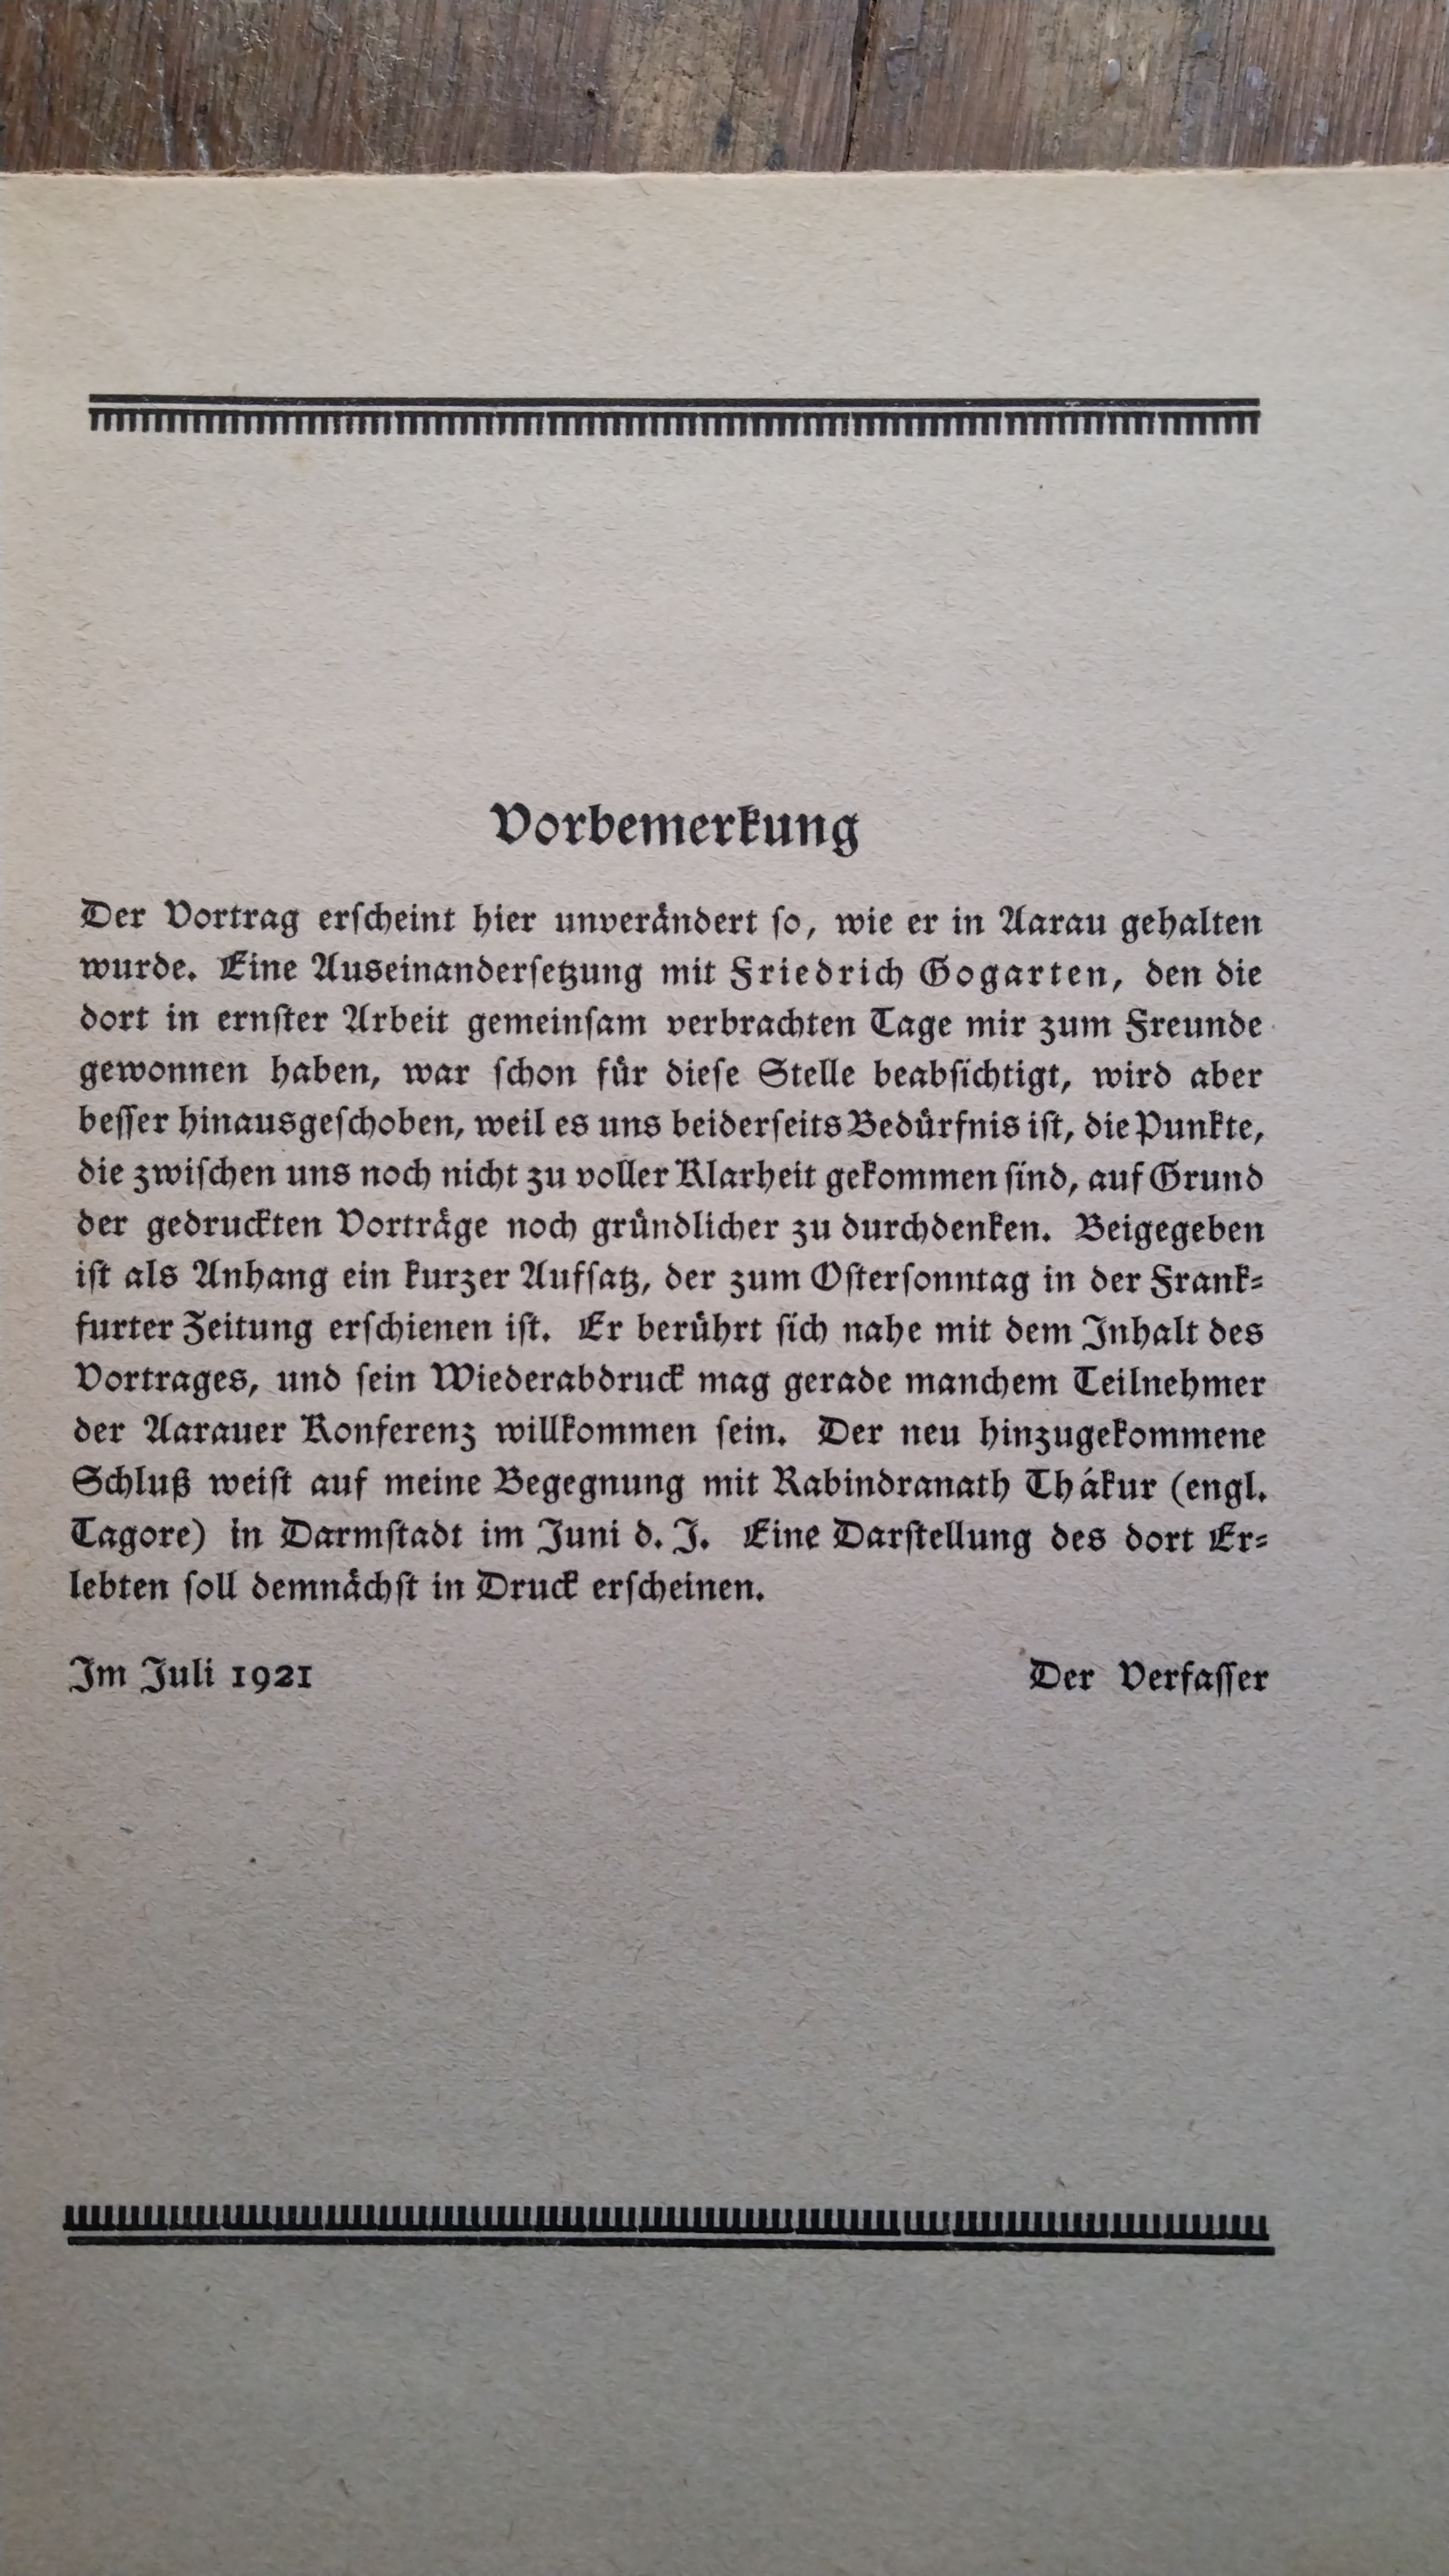 Vorbemerkung
Der Vortrag erscheint hier unverändert so, wie er in Aarau gehalten
wurde. Eine Auseinandersetzung mit Friedrich Gogarten, den die
dort in ernster Arbeit gemeinsam verbrachten Tage mir zum Freunde
gewonnen haben, war schon für diese Stelle beabsichtigt, wird aber
besser hinausgeschoben, weil es uns beiderseits Bedürfnis ist, die Punkte,
die zwischen uns noch nicht zu voller Klarheit gekommen sind, auf Grund
der gedruckten Vorträge noch gründlicher zu durchdenken. Beigegeben
ist als Anhang ein kurzer Aufsatz, der zum Ostersonntag in der Frank-
furter Zeitung erschienen ist. Er berührt sich nahe mit dem Inhalt des
Vortrages, und sein Wiederabdruck mag gerade manchem Teilnehmer
der Aarauer Konferenz willkommen sein. Der neu hinzugekommene
Schluß weist auf meine Begegnung mit Rabindranath Thákur (engl.
Tagore) in Darmstadt im Juni d. J. Eine Darstellung des dort Er-
lebten soll demnächst in Druck erscheinen.
Im Juli 1921 Der Verfasser